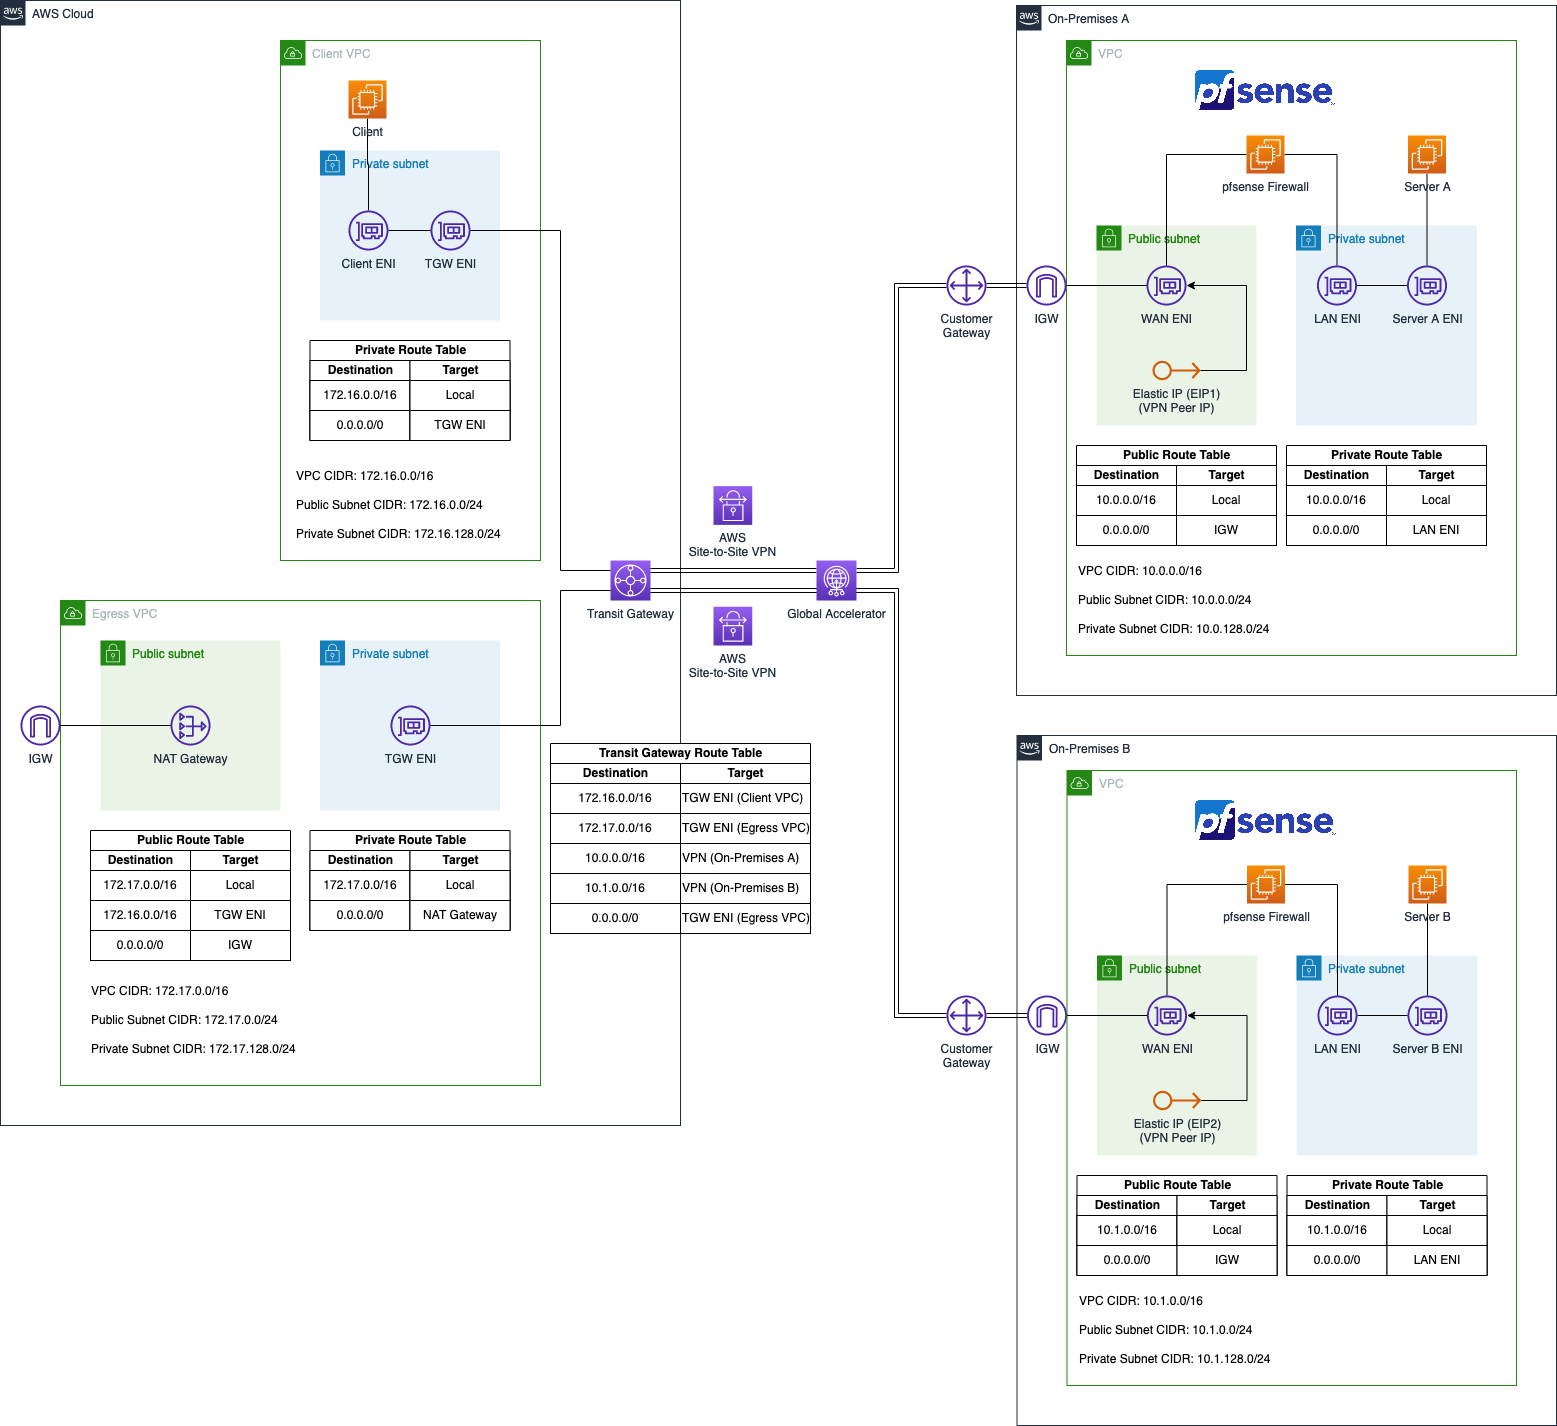 aws
AWS Cloud
Client VPC
Client
Private subnet
Client ENI
TGW ENI
Private Route Table
Destination Target
172.16.0.0/16 Local
0.0.0.0/0 TGW ENI
VPC CIDR: 172.16.0.0/16
Public Subnet CIDR: 172.16.0.0/24
Private Subnet CIDR: 172.16.128.0/24
Egress VPC
Public subnet
Private subnet
IGW
NAT Gateway
TGW ENI
Public Route Table
Destination Target
172.17.0.0/16 Local
172.16.0.0/16 TGW ENI
0.0.0.0/0 IGW
Private Route Table
Destination Target
172.17.0.0/16 Local
0.0.0.0/0 NAT Gateway
VPC CIDR: 172.17.0.0/16
Public Subnet CIDR: 172.17.0.0/24
Private Subnet CIDR: 172.17.128.0/24
AWS
Site-to-Site VPN
Transit Gateway
Global Accelerator
AWS
Site-to-Site VPN
Transit Gateway Route Table
Destination Target
172.16.0.0/16 TGW ENI (Client VPC)
172.17.0.0/16 TGW ENI (Egress VPC)
10.0.0.0/16 VPN (On-Premises A)
10.1.0.0/16 VPN (On-Premises B)
0.0.0.0/0 TGW ENI (Egress VPC)
Customer
Gateway
IGW
aws
On-Premises A
VPC
pfsense
pfsense Firewall
Server A
Public subnet
Private subnet
WAN ENI
LAN ENI
Server A ENI
Elastic IP (EIP1)
(VPN Peer IP)
Public Route Table
Destination Target
10.0.0.0/16 Local
0.0.0.0/0 IGW
Private Route Table
Destination Target
10.0.0.0/16 Local
0.0.0.0/0 LAN ENI
VPC CIDR: 10.0.0.0/16
Public Subnet CIDR: 10.0.0.0/24
Private Subnet CIDR: 10.0.128.0/24
Customer
Gateway
IGW
aws
On-Premises B
VPC
pfsense
pfsense Firewall
Server B
Public subnet
Private subnet
WAN ENI
LAN ENI
Server B ENI
Elastic IP (EIP2)
(VPN Peer IP)
Public Route Table
Destination Target
10.1.0.0/16 Local
0.0.0.0/0 IGW
Private Route Table
Destination Target
10.1.0.0/16 Local
0.0.0.0/0 LAN ENI
VPC CIDR: 10.1.0.0/16
Public Subnet CIDR: 10.1.0.0/24
Private Subnet CIDR: 10.1.128.0/24